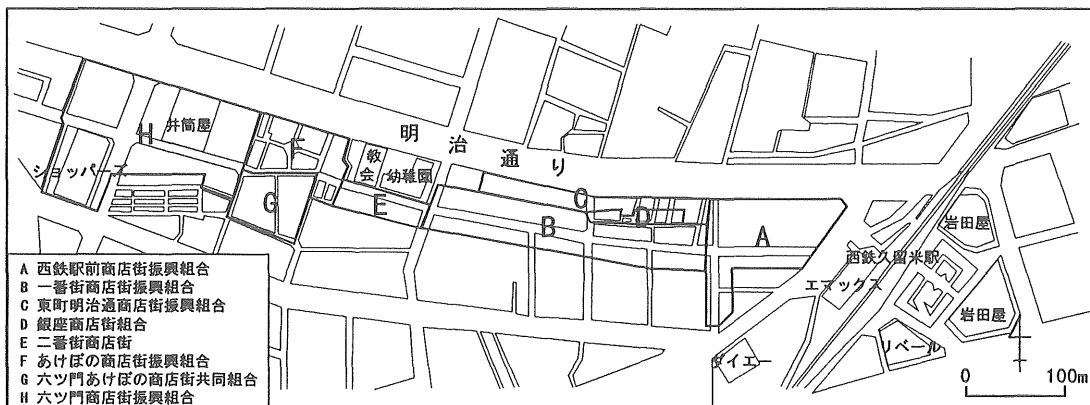 明治通り
井筒屋
H
F
教会
幼稚園
ショッパーズ
G
E
C
D
B
A
岩田屋
西鉄久留米駅
エマックス
岩田屋
リベール
ダイエー
A 西鉄駅前商店街振興組合
B 一番街商店街振興組合
C 東町明治通商店街振興組合
D 銀座商店街組合
E 二番街商店街
F あけぼの商店街振興組合
G 六ツ門あけぼの商店街共同組合
H 六ツ門商店街振興組合
0 100m